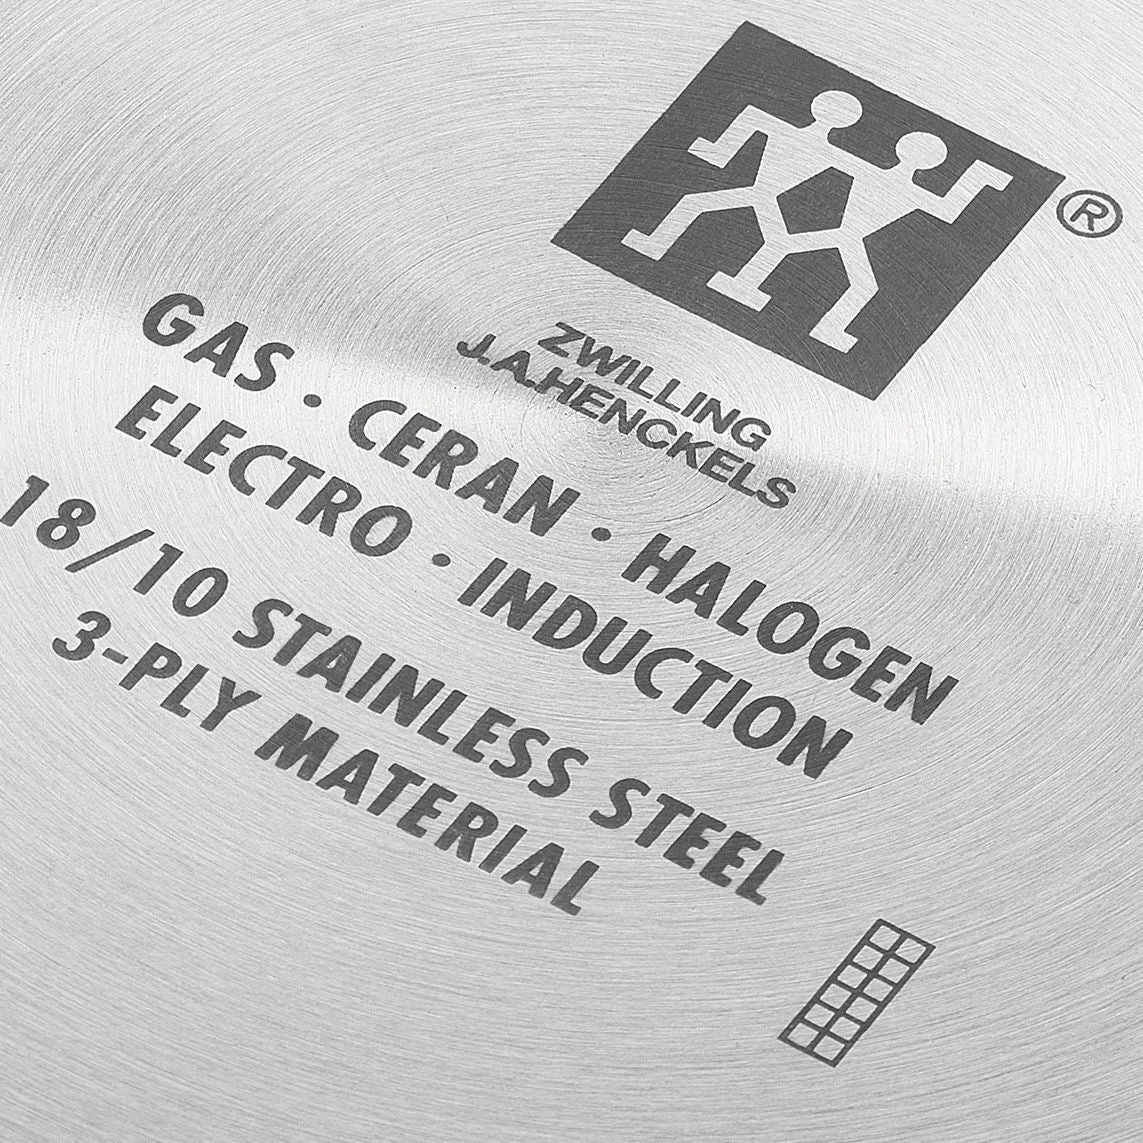 ®
ZWILLING
J.A.HENCKELS
GAS · CERAN · HALOGEN
ELECTRO · INDUCTION
18/10 STAINLESS STEEL
3-PLY MATERIAL